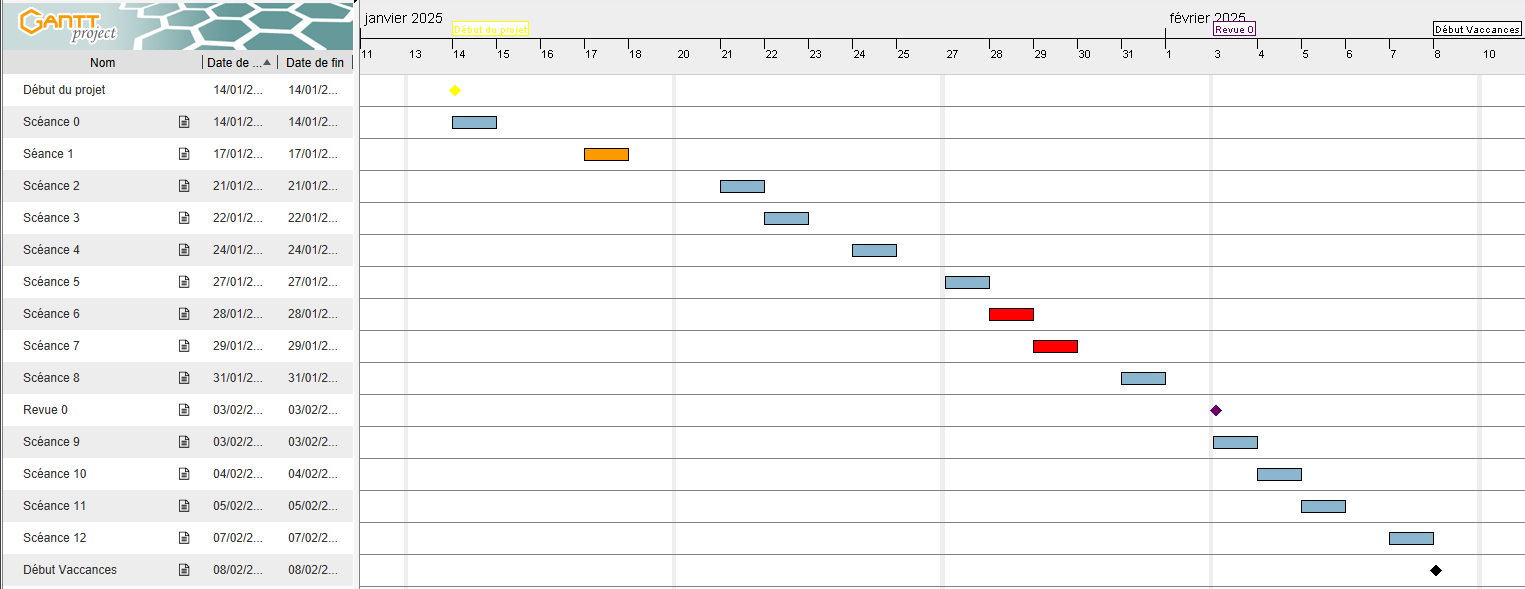 GANTT
project
janvier 2025 février 2025
Début du projet Revue 0 Début Vaccances
11 13 14 15 16 17 18 20 21 22 23 24 25 27 28 29 30 31 1 3 4 5 6 7 8 10
Nom Date de ... Date de fin
Début du projet 14/01/2... 14/01/2...
Scéance 0 14/01/2... 14/01/2...
Séance 1 17/01/2... 17/01/2...
Scéance 2 21/01/2... 21/01/2...
Scéance 3 22/01/2... 22/01/2...
Scéance 4 24/01/2... 24/01/2...
Scéance 5 27/01/2... 27/01/2...
Scéance 6 28/01/2... 28/01/2...
Scéance 7 29/01/2... 29/01/2...
Scéance 8 31/01/2... 31/01/2...
Revue 0 03/02/2... 03/02/2...
Scéance 9 03/02/2... 03/02/2...
Scéance 10 04/02/2... 04/02/2...
Scéance 11 05/02/2... 05/02/2...
Scéance 12 07/02/2... 07/02/2...
Début Vaccances 08/02/2... 08/02/2...